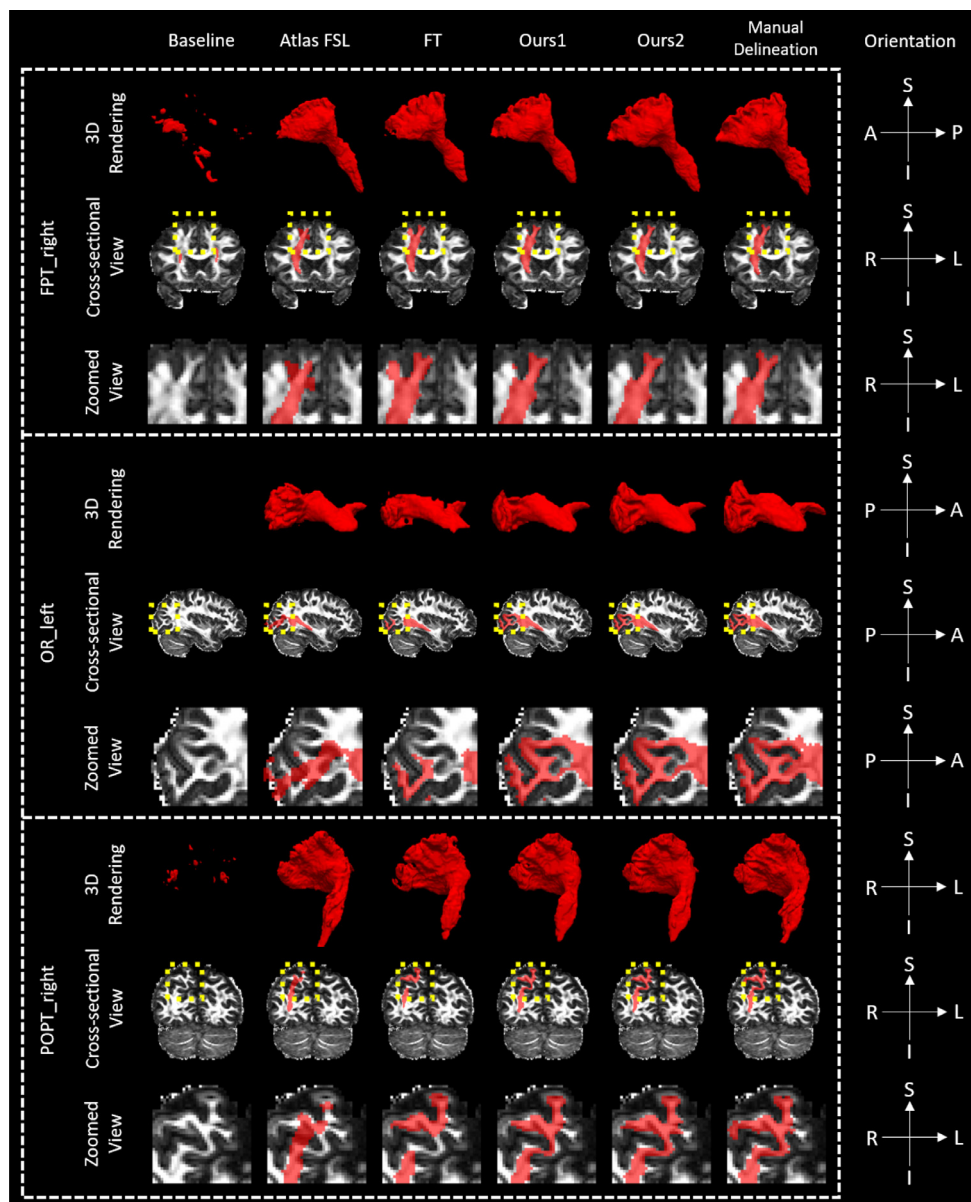 Baseline
Atlas FSL
FT
Ours1
Ours2
Manual
Delineation
Orientation
FPT_right
3D
Rendering
S
A
P
I
Cross-sectional
View
S
R
L
I
Zoomed
View
S
R
L
I
OR_left
3D
Rendering
S
P
A
I
Cross-sectional
View
S
P
A
I
Zoomed
View
S
P
A
I
POPT_right
3D
Rendering
S
R
L
I
Cross-sectional
View
S
R
L
I
Zoomed
View
S
R
L
I